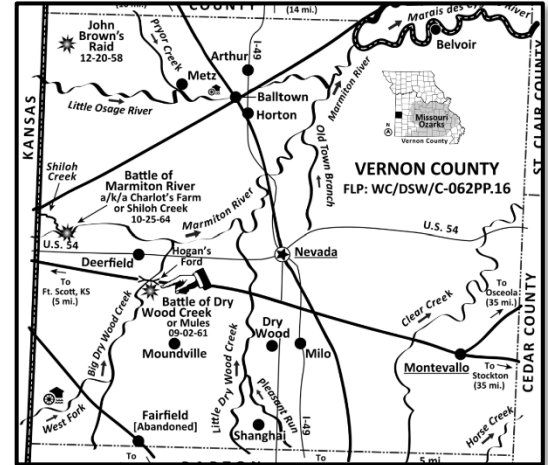 COUNTY
(14 mi.)
Marais des
River
John
Brown's
Raid
12-20-58
Pryor Creek
Arthur
I-49
Belvoir
Metz
Balltown
Little Osage River
Horton
Marmiton River
Old Town Branch
KANSAS
ST. CLAIR COUNTY
N
Missouri
Ozarks
Vernon County
VERNON COUNTY
FLP: WC/DSW/C-062PP.16
Shiloh
Creek
Battle of
Marmiton River
a/k/a Charlot's Farm
or Shiloh Creek
10-25-64
Marmiton River
U.S. 54
U.S. 54
Deerfield
Hogan's
Ford
Nevada
To
Ft. Scott, KS
(5 mi.)
Battle of Dry
Wood Creek
or Mules
09-02-61
Big Dry Wood Creek
Moundville
Little Dry Wood Creek
Dry
Wood
Milo
Clear Creek
To
Osceola
(35 mi.)
Montevallo
To
Stockton
(35 mi.)
CEDAR COUNTY
West Fork
Fairfield
[Abandoned]
Pleasant Run
Shanghai
I-49
Horse Creek
To
To
5 mi.